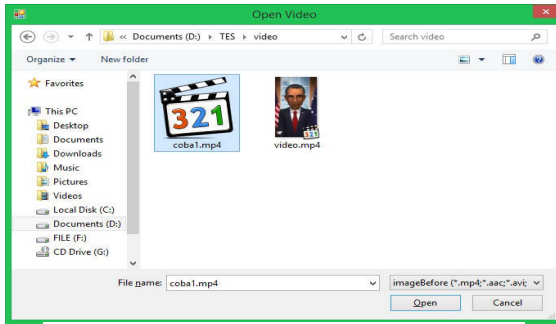 Open Video
« Documents (D:) ▸ TES ▸ video
Search video
Organize
New folder
Favorites
This PC
Desktop
Documents
Downloads
Music
Pictures
Videos
Local Disk (C:)
Documents (D:)
FILE (F:)
CD Drive (G:)
321
coba1.mp4
video.mp4
File name: coba1.mp4
imageBefore (*.mp4;*.aac;*.avi;
Open
Cancel